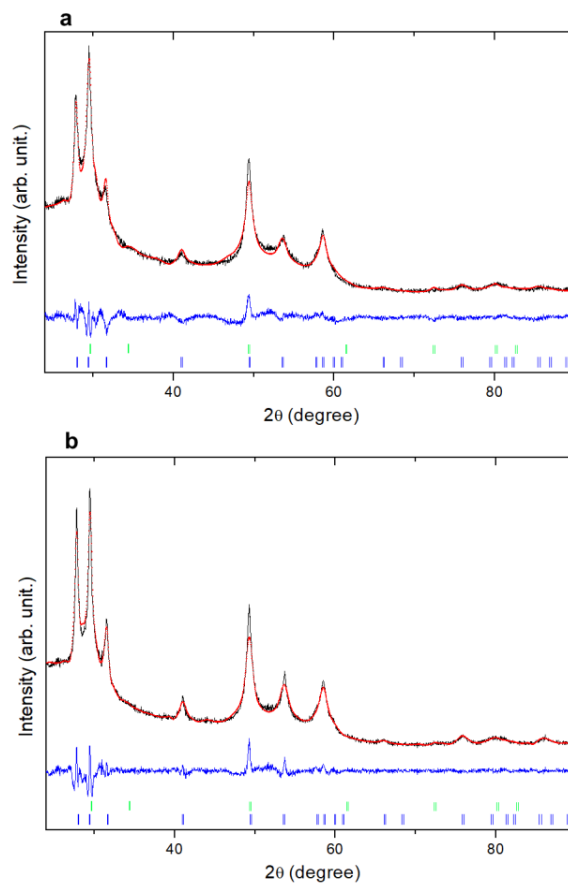 a
Intensity (arb. unit.)
40
60
80
2θ (degree)
b
Intensity (arb. unit.)
40
60
80
2θ (degree)